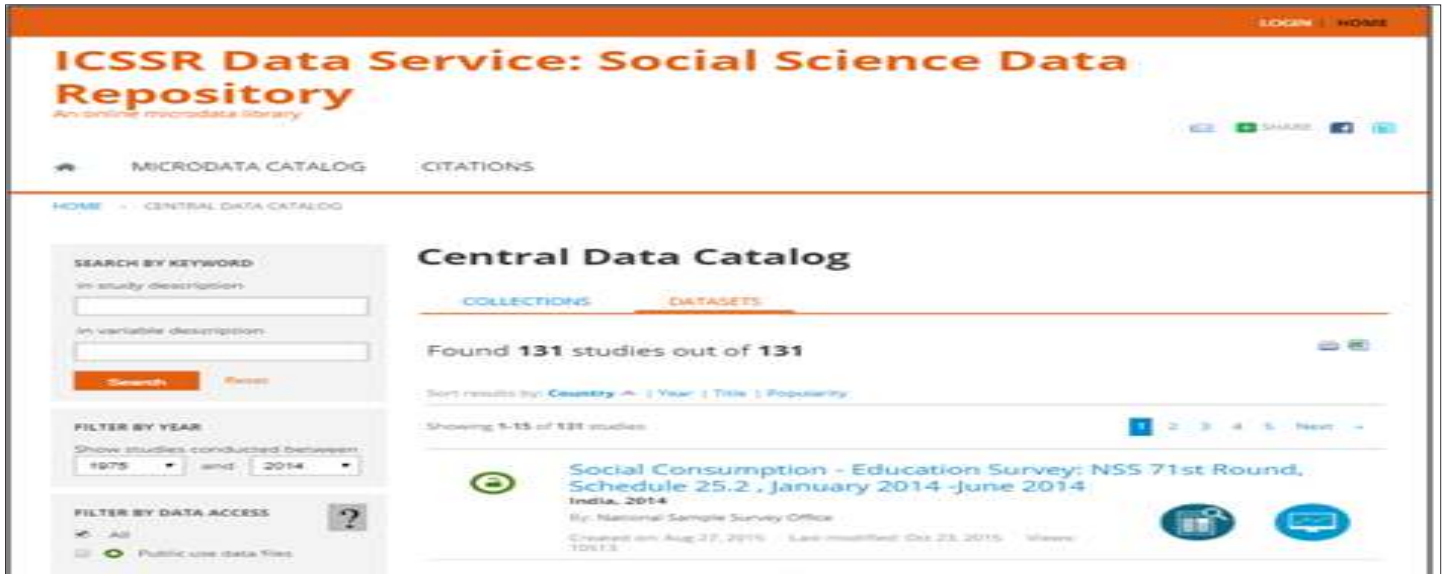 LOGIN | HOME
ICSSR Data Service: Social Science Data
Repository
An online microdata library
SHARE
MICRODATA CATALOG CITATIONS
HOME CENTRAL DATA CATALOG
SEARCH BY KEYWORD
in study description
in variable description
Search Reset
FILTER BY YEAR
Show studies conducted between
1975 and 2014
FILTER BY DATA ACCESS ?
All
Public use data files
Central Data Catalog
COLLECTIONS DATASETS
Found 131 studies out of 131
Sort results by: Country | Year | Title | Popularity
Showing 1-15 of 131 studies
1 2 3 4 5 Next
Social Consumption - Education Survey: NSS 71st Round,
Schedule 25.2 , January 2014 -June 2014
India, 2014
By: National Sample Survey Office
Created on: Aug 27, 2015 Last modified: Oct 23, 2015 Views: